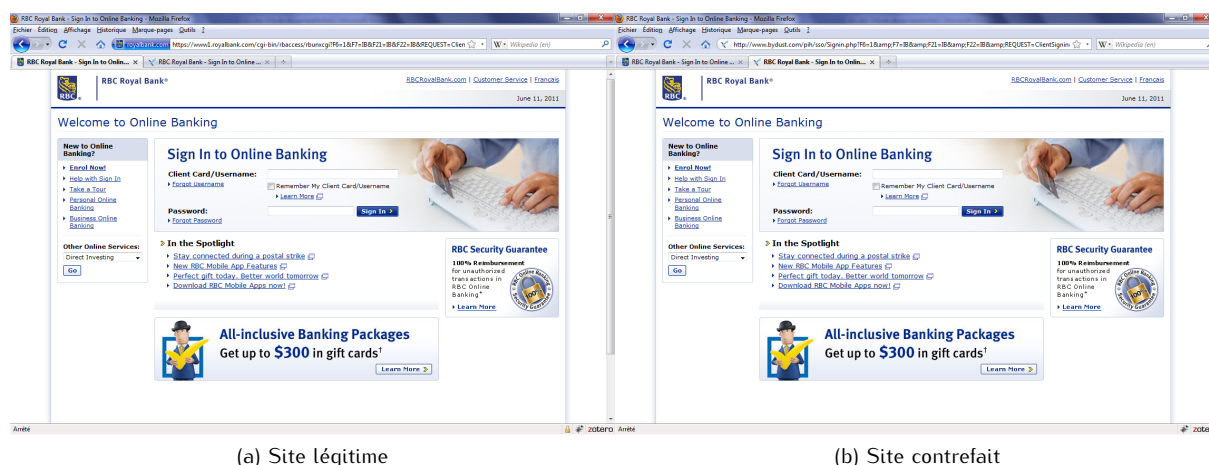 RBC Royal Bank - Sign In to Online Banking - Mozilla Firefox
Fichier Édition Affichage Historique Marque-pages Outils ?
royalbank.com https://www1.royalbank.com/cgi-bin/rbaccess/rbunxcgi?F6=1&F7=IB&F21=IB&F22=IB&REQUEST=Clien
Wikipedia (en)
RBC Royal Bank - Sign In to Onlin...
RBC Royal Bank - Sign In to Online ...
RBC
RBC Royal Bank®
RBCRoyalBank.com | Customer Service | Français
June 11, 2011
Welcome to Online Banking
New to Online
Banking?
Enrol Now!
Help with Sign In
Take a Tour
Personal Online
Banking
Business Online
Banking
Other Online Services:
Direct Investing
Go
Sign In to Online Banking
Client Card/Username:
Forgot Username
Remember My Client Card/Username
Learn More
Password:
Sign In
Forgot Password
In the Spotlight
Stay connected during a postal strike
New RBC Mobile App Features
Perfect gift today. Better world tomorrow
Download RBC Mobile Apps now!
RBC Security Guarantee
100% Reimbursement
for unauthorized
transactions in
RBC Online
Banking*
Learn More
All-inclusive Banking Packages
Get up to $300 in gift cards†
Learn More
Arrêté
zotero
(a) Site légitime
RBC Royal Bank - Sign In to Online Banking - Mozilla Firefox
Fichier Édition Affichage Historique Marque-pages Outils ?
http://www.bydust.com/pih/sso/Signin.php?F6=1&amp;F7=IB&amp;F21=IB&amp;F22=IB&amp;REQUEST=ClientSignin
Wikipedia (en)
RBC Royal Bank - Sign In to Online ...
RBC Royal Bank - Sign In to Onlin...
RBC
RBC Royal Bank®
RBCRoyalBank.com | Customer Service | Français
June 11, 2011
Welcome to Online Banking
New to Online
Banking?
Enrol Now!
Help with Sign In
Take a Tour
Personal Online
Banking
Business Online
Banking
Other Online Services:
Direct Investing
Go
Sign In to Online Banking
Client Card/Username:
Forgot Username
Remember My Client Card/Username
Learn More
Password:
Sign In
Forgot Password
In the Spotlight
Stay connected during a postal strike
New RBC Mobile App Features
Perfect gift today. Better world tomorrow
Download RBC Mobile Apps now!
RBC Security Guarantee
100% Reimbursement
for unauthorized
transactions in
RBC Online
Banking*
Learn More
All-inclusive Banking Packages
Get up to $300 in gift cards†
Learn More
Arrêté
zote
(b) Site contrefait